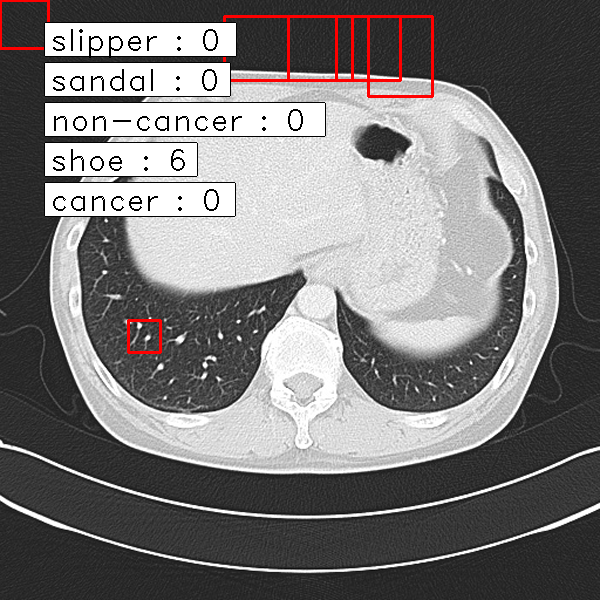 slipper : 0
sandal : 0
non-cancer : 0
shoe : 6
cancer : 0